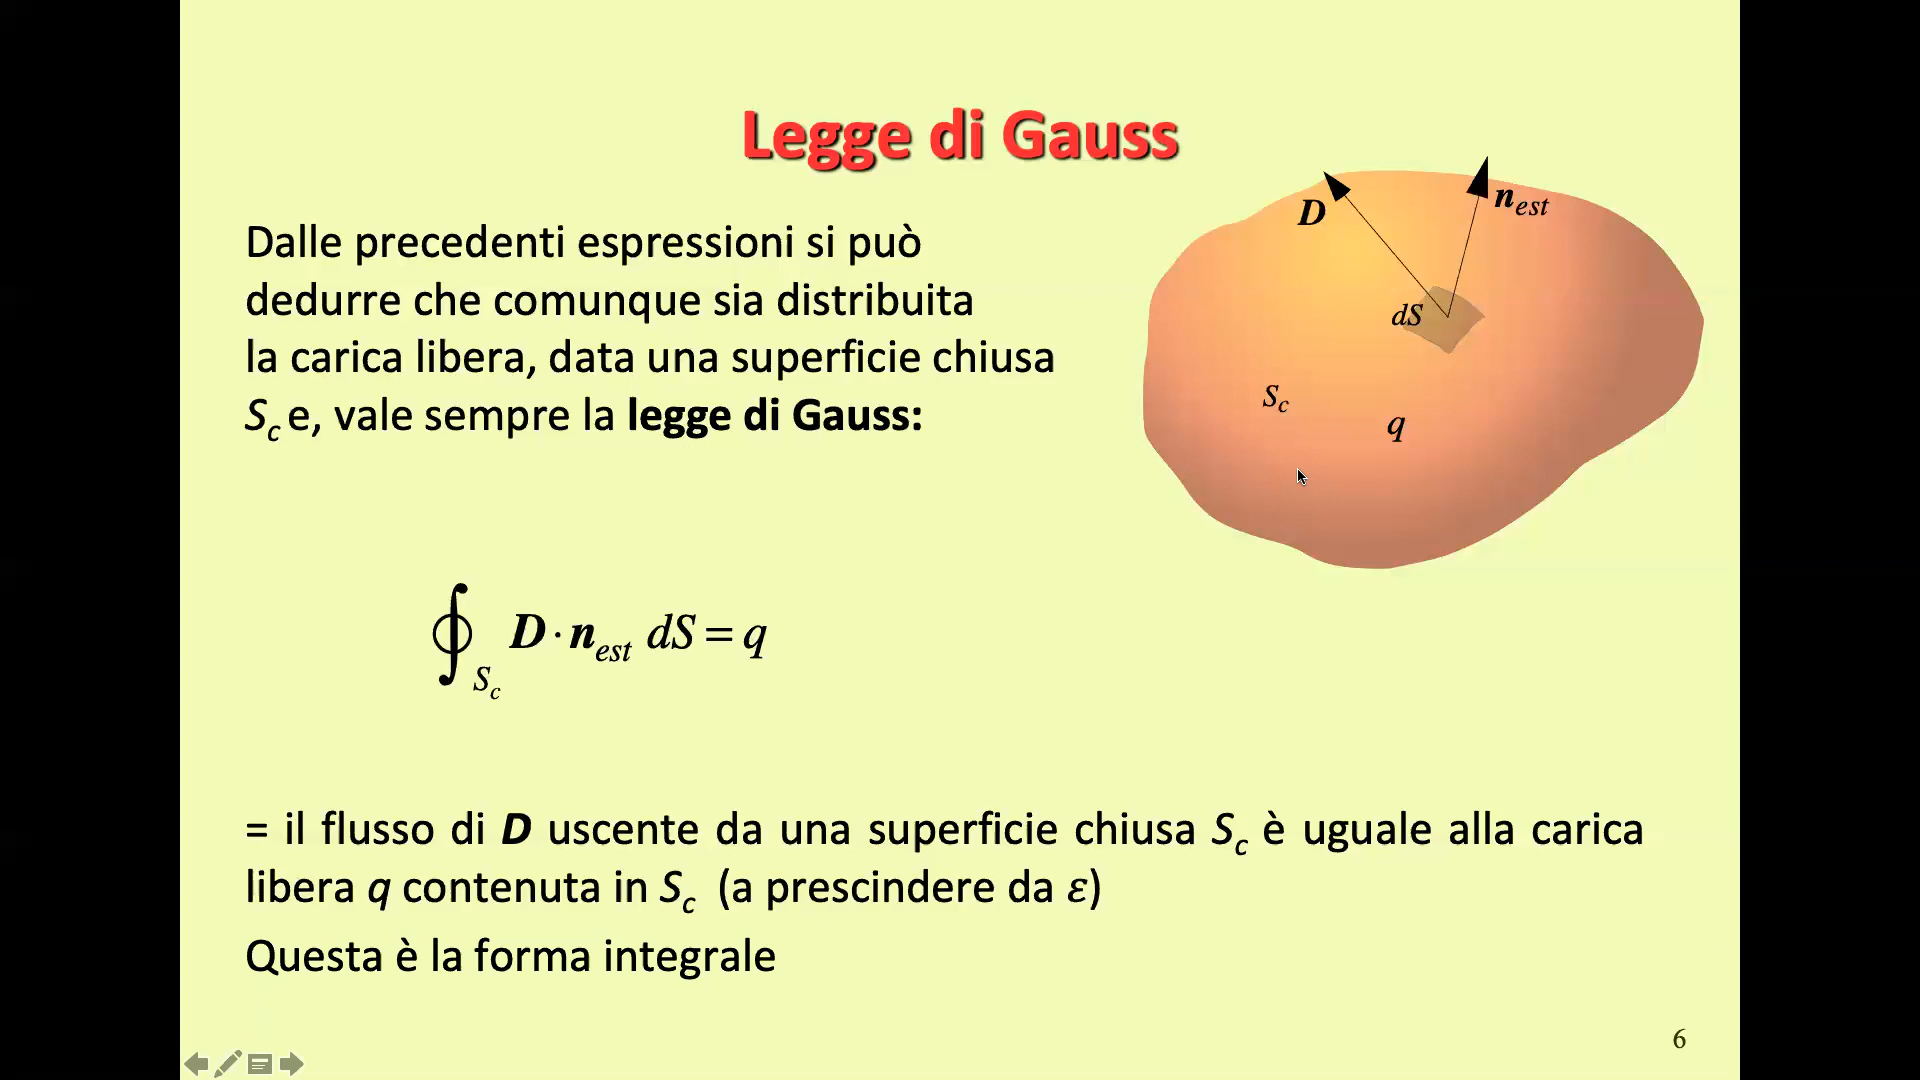 Legge di Gauss
Dalle precedenti espressioni si può
dedurre che comunque sia distribuita
la carica libera, data una superficie chiusa
Sc e, vale sempre la legge di Gauss:
D
nest
dS
Sc
q
∮Sc D · nest dS = q
= il flusso di D uscente da una superficie chiusa Sc è uguale alla carica
libera q contenuta in Sc (a prescindere da ε)
Questa è la forma integrale
6